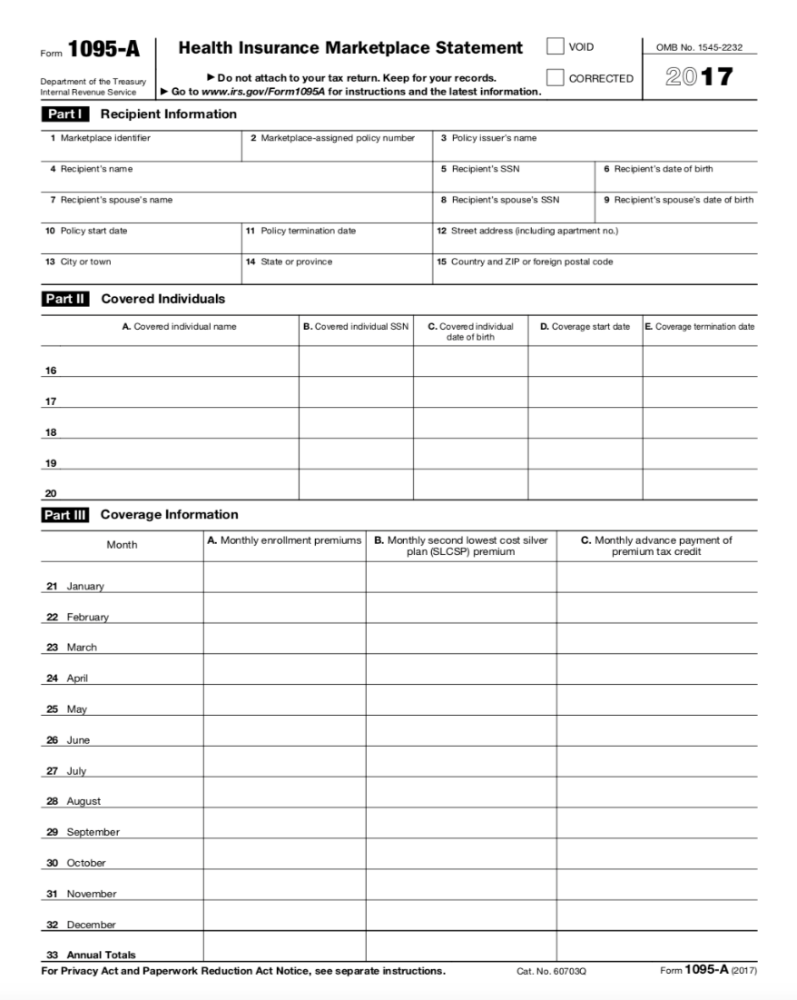 Form 1095-A
Health Insurance Marketplace Statement
VOID
OMB No. 1545-2232
Department of the Treasury
Internal Revenue Service
▶ Do not attach to your tax return. Keep for your records.
▶ Go to www.irs.gov/Form1095A for instructions and the latest information.
CORRECTED
2017
Part I Recipient Information
1 Marketplace identifier
2 Marketplace-assigned policy number
3 Policy issuer's name
4 Recipient's name
5 Recipient's SSN
6 Recipient's date of birth
7 Recipient's spouse's name
8 Recipient's spouse's SSN
9 Recipient's spouse's date of birth
10 Policy start date
11 Policy termination date
12 Street address (including apartment no.)
13 City or town
14 State or province
15 Country and ZIP or foreign postal code
Part II Covered Individuals
A. Covered individual name
B. Covered individual SSN
C. Covered individual
date of birth
D. Coverage start date
E. Coverage termination date
16
17
18
19
20
Part III Coverage Information
Month
A. Monthly enrollment premiums
B. Monthly second lowest cost silver
plan (SLCSP) premium
C. Monthly advance payment of
premium tax credit
21 January
22 February
23 March
24 April
25 May
26 June
27 July
28 August
29 September
30 October
31 November
32 December
33 Annual Totals
For Privacy Act and Paperwork Reduction Act Notice, see separate instructions.
Cat. No. 60703Q
Form 1095-A (2017)